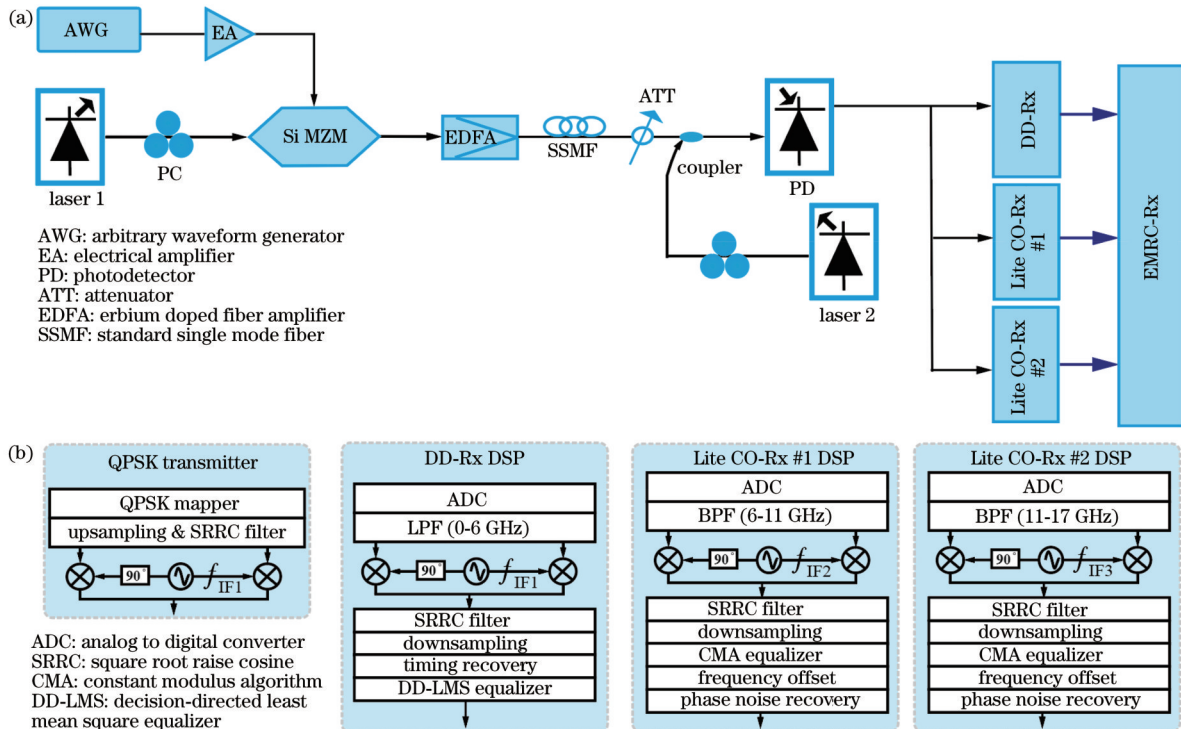 (a)
AWG
EA
laser 1
PC
Si MZM
EDFA
SSMF
ATT
coupler
PD
laser 2
DD-Rx
Lite CO-Rx
#1
Lite CO-Rx
#2
EMRC-Rx
AWG: arbitrary waveform generator
EA: electrical amplifier
PD: photodetector
ATT: attenuator
EDFA: erbium doped fiber amplifier
SSMF: standard single mode fiber
(b)
QPSK transmitter
QPSK mapper
upsampling & SRRC filter
90°
f IF1
ADC: analog to digital converter
SRRC: square root raise cosine
CMA: constant modulus algorithm
DD-LMS: decision-directed least
mean square equalizer
DD-Rx DSP
ADC
LPF (0-6 GHz)
90°
f IF1
SRRC filter
downsampling
timing recovery
DD-LMS equalizer
Lite CO-Rx #1 DSP
ADC
BPF (6-11 GHz)
90°
f IF2
SRRC filter
downsampling
CMA equalizer
frequency offset
phase noise recovery
Lite CO-Rx #2 DSP
ADC
BPF (11-17 GHz)
90°
f IF3
SRRC filter
downsampling
CMA equalizer
frequency offset
phase noise recovery